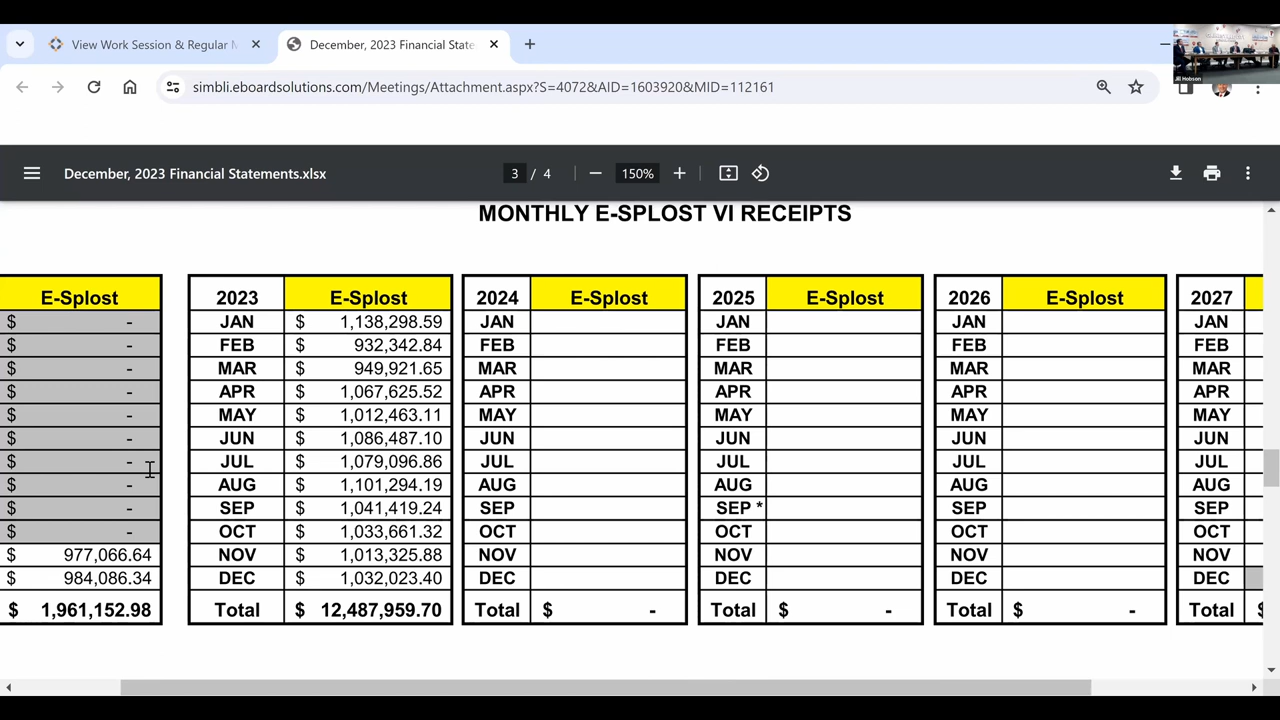 View Work Session & Regular M
December, 2023 Financial State
simbli.eboardsolutions.com/Meetings/Attachment.aspx?S=4072&AID=1603920&MID=112161
Jill Hobson
December, 2023 Financial Statements.xlsx 3 / 4 150%
MONTHLY E-SPLOST VI RECEIPTS
E-Splost 2023 E-Splost 2024 E-Splost 2025 E-Splost 2026 E-Splost 2027
$ - JAN $ 1,138,298.59 JAN JAN JAN JAN
$ - FEB $ 932,342.84 FEB FEB FEB FEB
$ - MAR $ 949,921.65 MAR MAR MAR MAR
$ - APR $ 1,067,625.52 APR APR APR APR
$ - MAY $ 1,012,463.11 MAY MAY MAY MAY
$ - JUN $ 1,086,487.10 JUN JUN JUN JUN
$ - JUL $ 1,079,096.86 JUL JUL JUL JUL
$ - AUG $ 1,101,294.19 AUG AUG AUG AUG
$ - SEP $ 1,041,419.24 SEP SEP * SEP SEP
$ - OCT $ 1,033,661.32 OCT OCT OCT OCT
$ 977,066.64 NOV $ 1,013,325.88 NOV NOV NOV NOV
$ 984,086.34 DEC $ 1,032,023.40 DEC DEC DEC DEC
$ 1,961,152.98 Total $ 12,487,959.70 Total $ - Total $ - Total $ - Total $